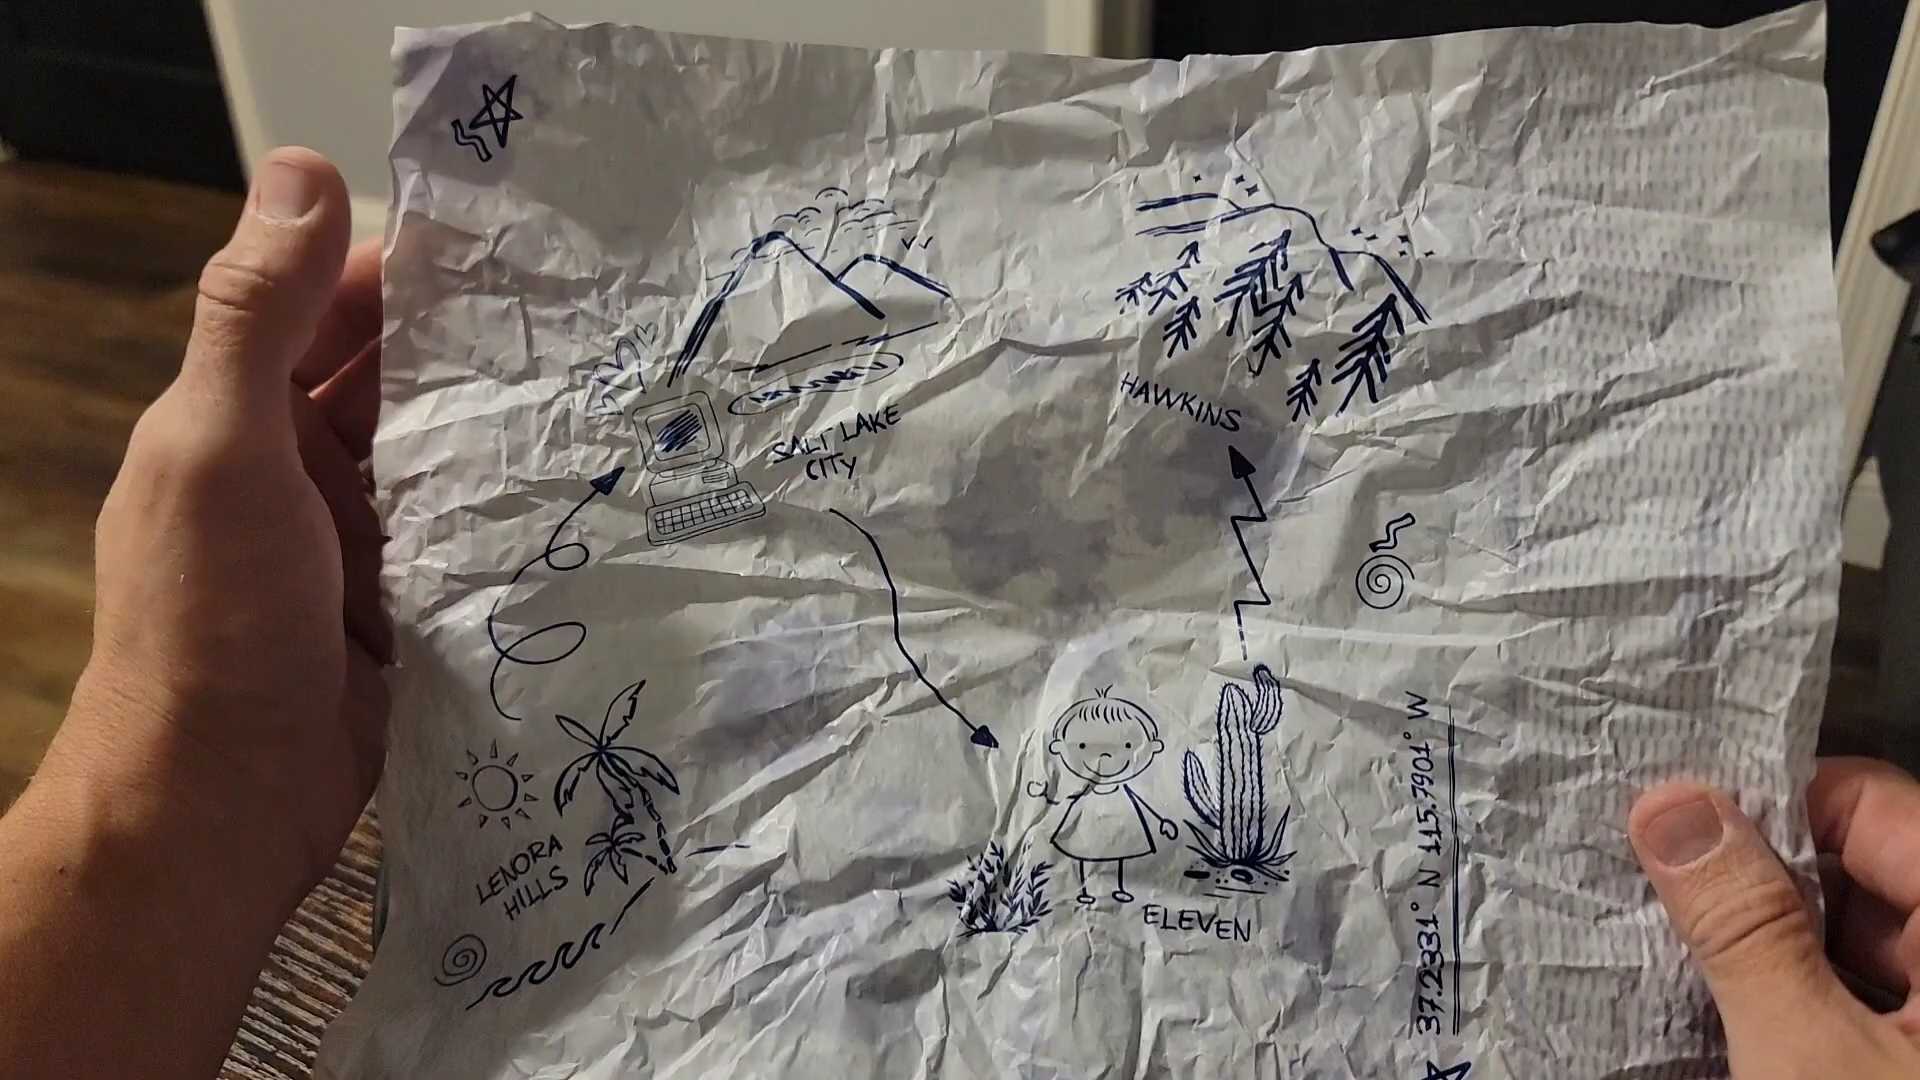 HAWKINS
SALT LAKE
CITY
LENORA
HILLS
ELEVEN
37.2331° N 115.7901° W